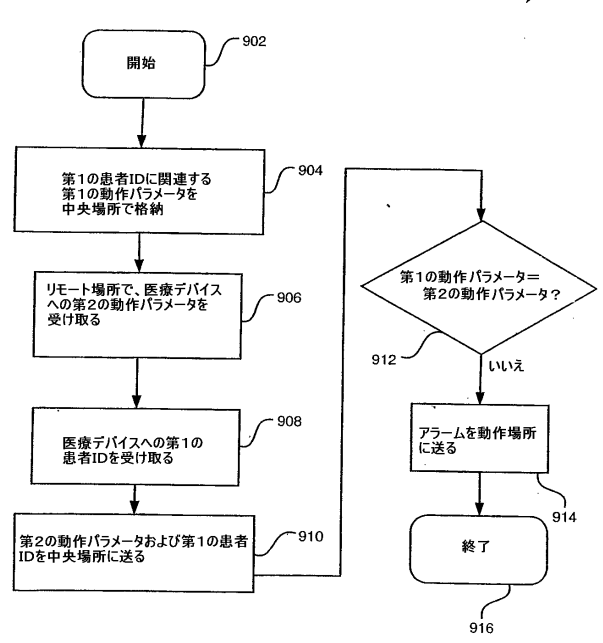 開始
902
第1の患者IDに関連する
第1の動作パラメータを
中央場所で格納
904
リモート場所で、医療デバイス
への第2の動作パラメータを
受け取る
906
医療デバイスへの第1の
患者IDを受け取る
908
第2の動作パラメータおよび第1の患者
IDを中央場所に送る
910
第1の動作パラメータ=
第2の動作パラメータ?
912
いいえ
アラームを動作場所
に送る
914
終了
916